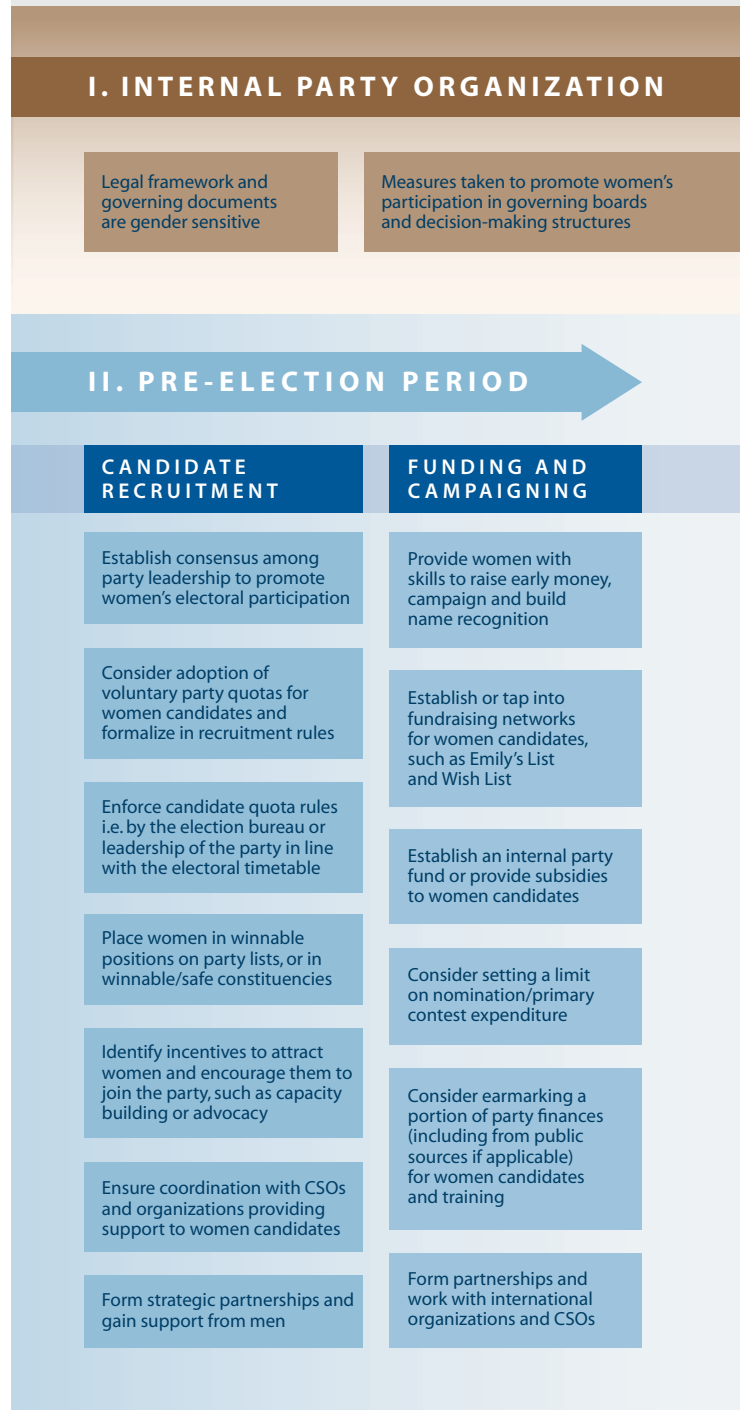 I. INTERNAL PARTY ORGANIZATION
Legal framework and
governing documents
are gender sensitive
Measures taken to promote women's
participation in governing boards
and decision-making structures
II. PRE-ELECTION PERIOD
CANDIDATE
RECRUITMENT
Establish consensus among
party leadership to promote
women's electoral participation
Consider adoption of
voluntary party quotas for
women candidates and
formalize in recruitment rules
Enforce candidate quota rules
i.e. by the election bureau or
leadership of the party in line
with the electoral timetable
Place women in winnable
positions on party lists, or in
winnable/safe constituencies
Identify incentives to attract
women and encourage them to
join the party, such as capacity
building or advocacy
Ensure coordination with CSOs
and organizations providing
support to women candidates
Form strategic partnerships and
gain support from men
FUNDING AND
CAMPAIGNING
Provide women with
skills to raise early money,
campaign and build
name recognition
Establish or tap into
fundraising networks
for women candidates,
such as Emily's List
and Wish List
Establish an internal party
fund or provide subsidies
to women candidates
Consider setting a limit
on nomination/primary
contest expenditure
Consider earmarking a
portion of party finances
(including from public
sources if applicable)
for women candidates
and training
Form partnerships and
work with international
organizations and CSOs